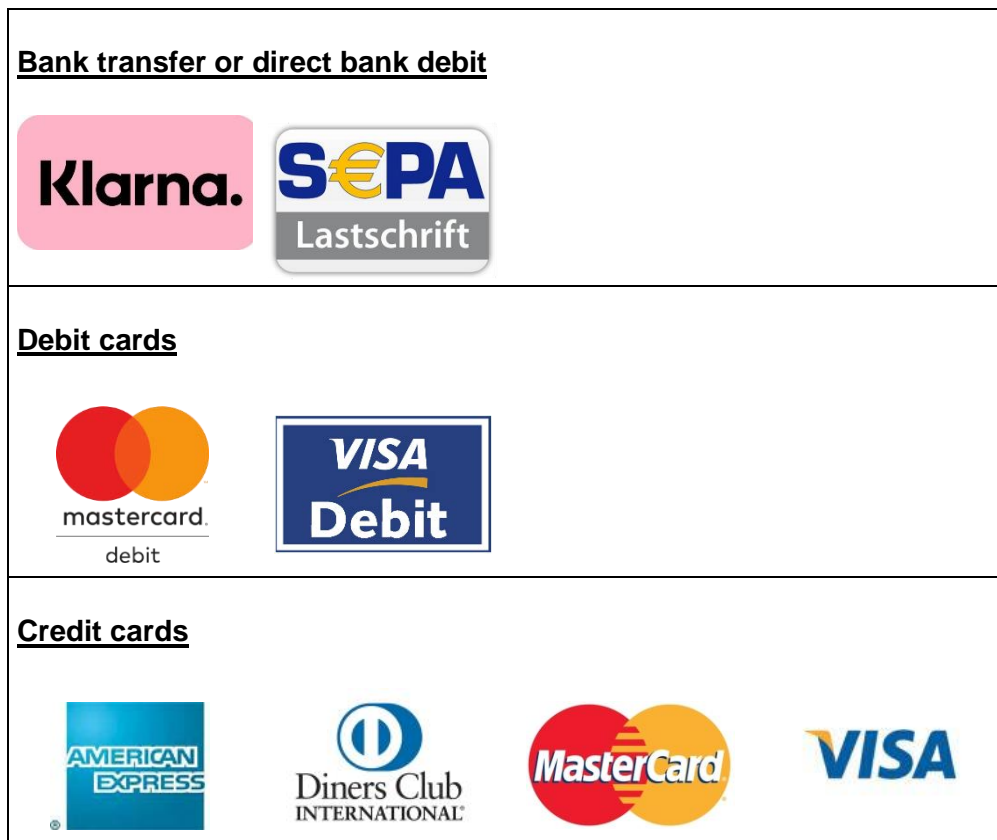 Bank transfer or direct bank debit
Klarna.
S€PA
Lastschrift
Debit cards
mastercard.
debit
VISA
Debit
Credit cards
AMERICAN
EXPRESS
®
Diners Club
INTERNATIONAL®
MasterCard
VISA